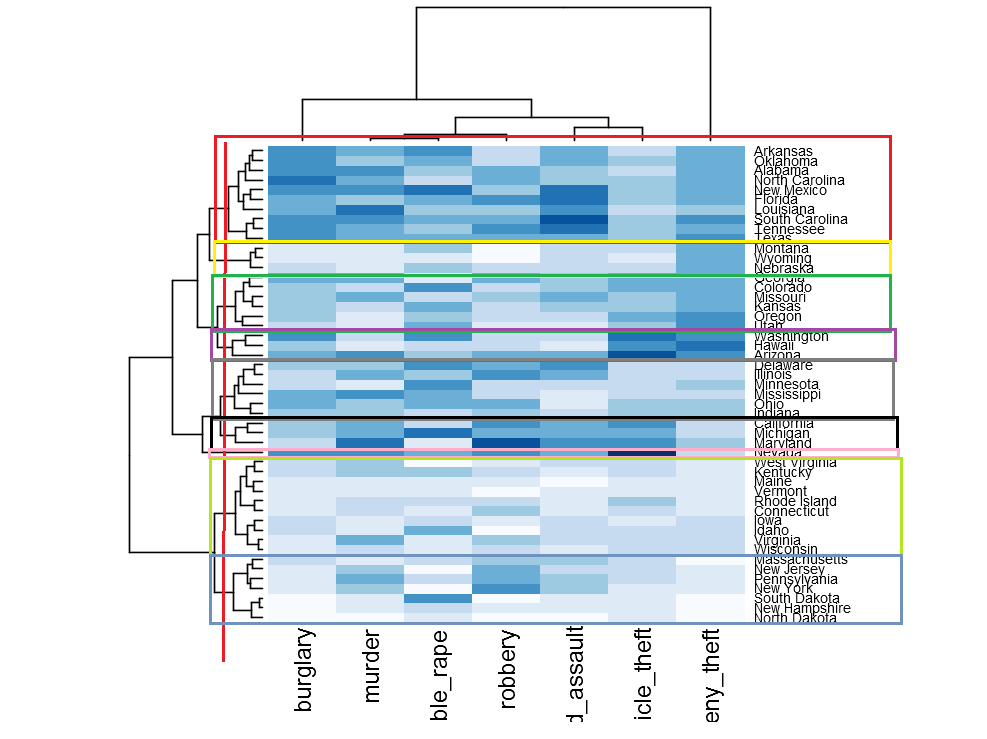 Arkansas
Oklahoma
Alabama
North Carolina
New Mexico
Florida
Louisiana
South Carolina
Tennessee
Texas
Montana
Wyoming
Nebraska
Georgia
Colorado
Missouri
Kansas
Oregon
Utah
Washington
Hawaii
Arizona
Delaware
Illinois
Minnesota
Mississippi
Ohio
Indiana
California
Michigan
Maryland
Nevada
West Virginia
Kentucky
Maine
Vermont
Rhode Island
Connecticut
Iowa
Idaho
Virginia
Wisconsin
Massachusetts
New Jersey
Pennsylvania
New York
South Dakota
New Hampshire
North Dakota
burglary
murder
ble_rape
robbery
d_assault
icle_theft
eny_theft